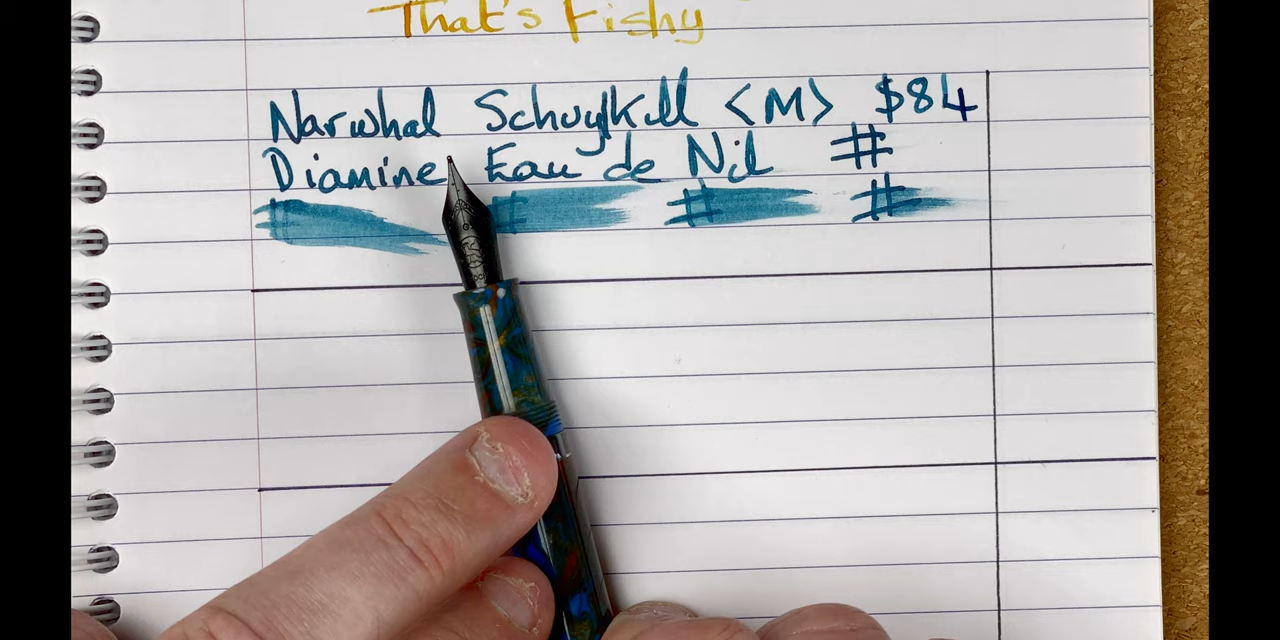 That's Fishy
Narwhal Schuylkill <M> $84
Diamine Eau de Nil #
# # # #